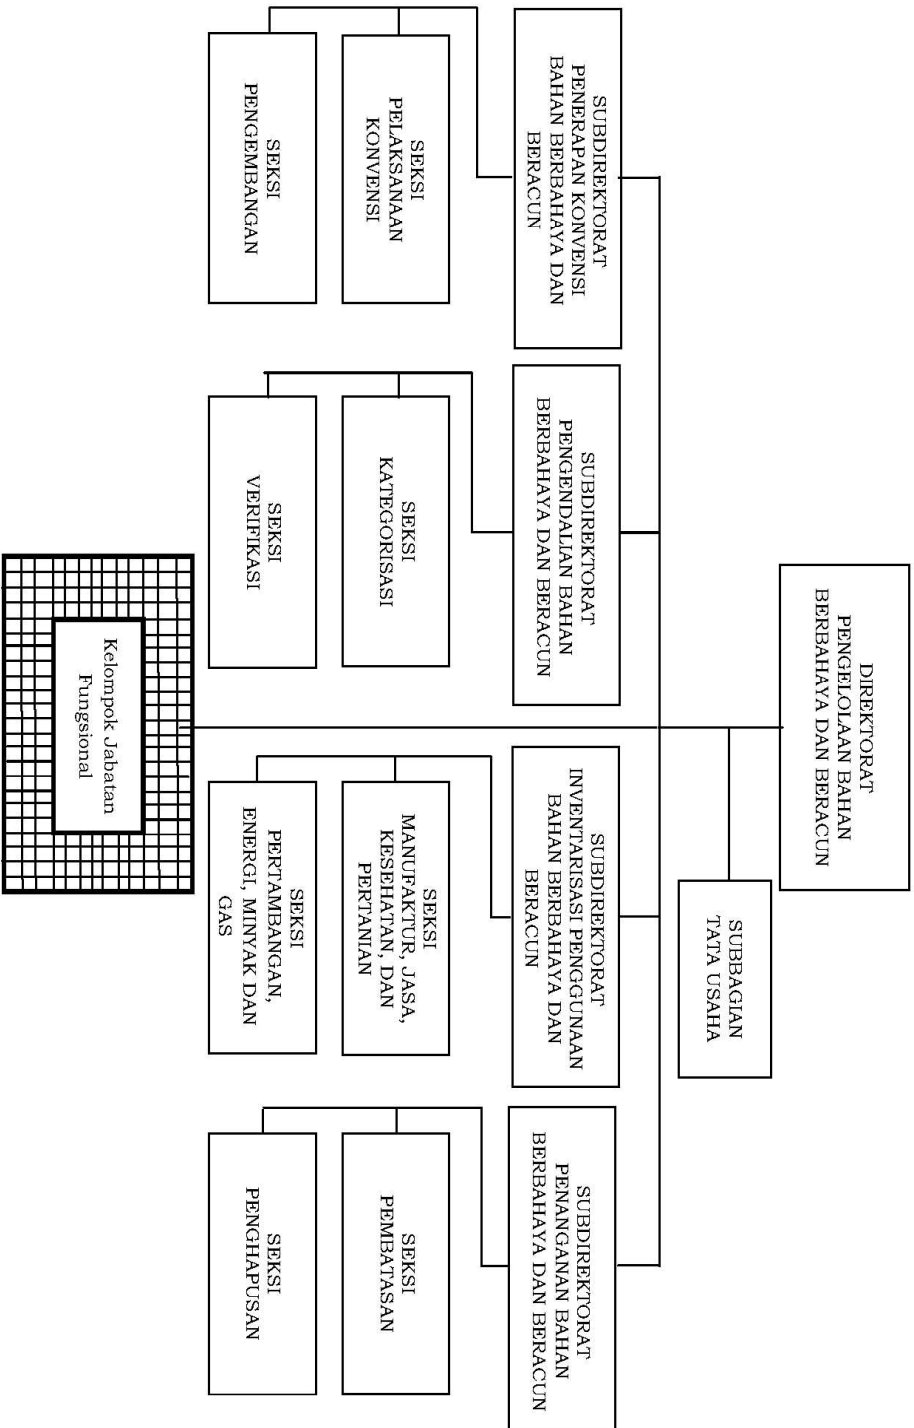 DIREKTORAT
PENGELOLAAN BAHAN
BERBAHAYA DAN BERACUN
SUBBAGIAN
TATA USAHA
SUBDIREKTORAT
PENERAPAN KONVENSI
BAHAN BERBAHAYA DAN
BERACUN
SUBDIREKTORAT
PENGENDALIAN BAHAN
BERBAHAYA DAN BERACUN
SUBDIREKTORAT
INVENTARISASI PENGGUNAAN
BAHAN BERBAHAYA DAN
BERACUN
SUBDIREKTORAT
PENANGANAN BAHAN
BERBAHAYA DAN BERACUN
SEKSI
PELAKSANAAN
KONVENSI
SEKSI
KATEGORISASI
SEKSI
MANUFAKTUR, JASA,
KESEHATAN, DAN
PERTANIAN
SEKSI
PEMBATASAN
SEKSI
PENGEMBANGAN
SEKSI
VERIFIKASI
SEKSI
PERTAMBANGAN,
ENERGI, MINYAK DAN
GAS
SEKSI
PENGHAPUSAN
Kelompok Jabatan
Fungsional